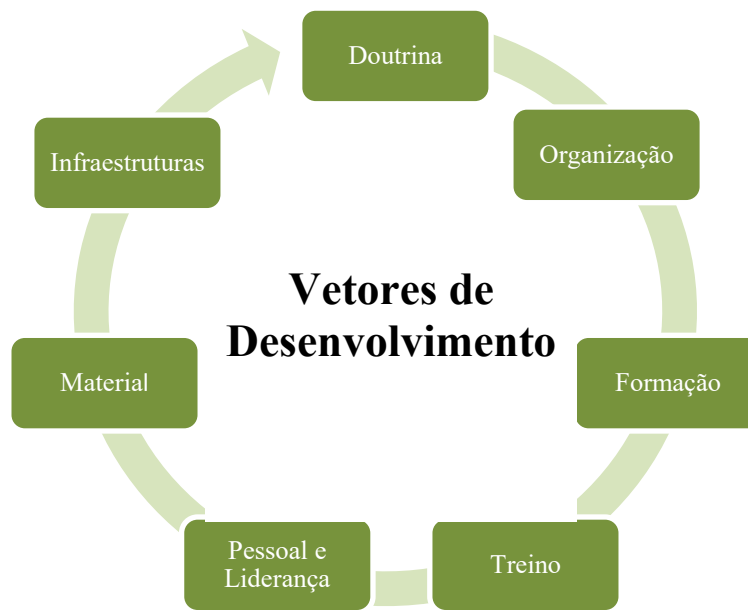 Doutrina
Organização
Infraestruturas
Vetores de
Desenvolvimento
Material
Formação
Pessoal e
Liderança
Treino